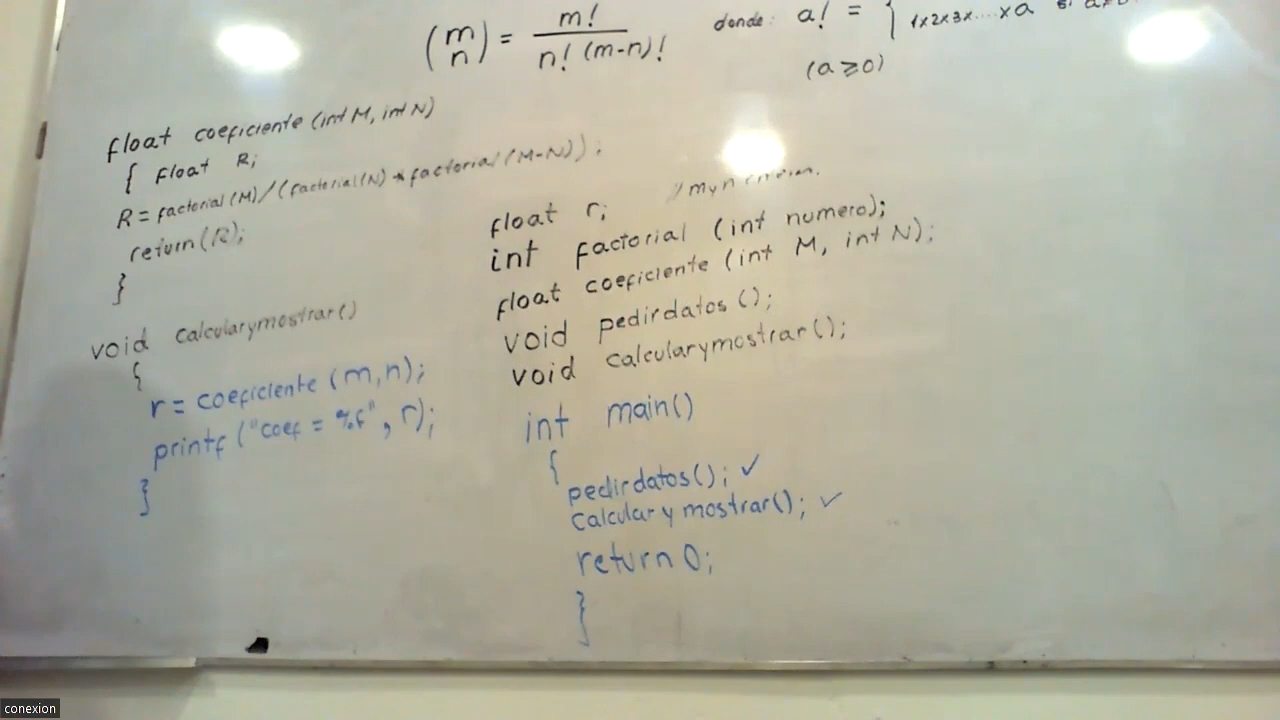 (m n) = m! / n! (m-n)!   donde: a! = { 1x2x3x....xa
(a ≥ 0)
float coeficiente (int M, int N)
{ float R;
R = factorial (M) / (factorial (N) * factorial (M-N));
return (R);
}
void calcularymostrar ()
{
r = coeficiente (m,n);
printf ("coef = %f", r);
}
// m y n
float r;
int factorial (int numero);
float coeficiente (int M, int N);
void pedirdatos ();
void calcularymostrar ();
int main()
{
pedirdatos (); ✓
calcular y mostrar(); ✓
return 0;
}
conexion